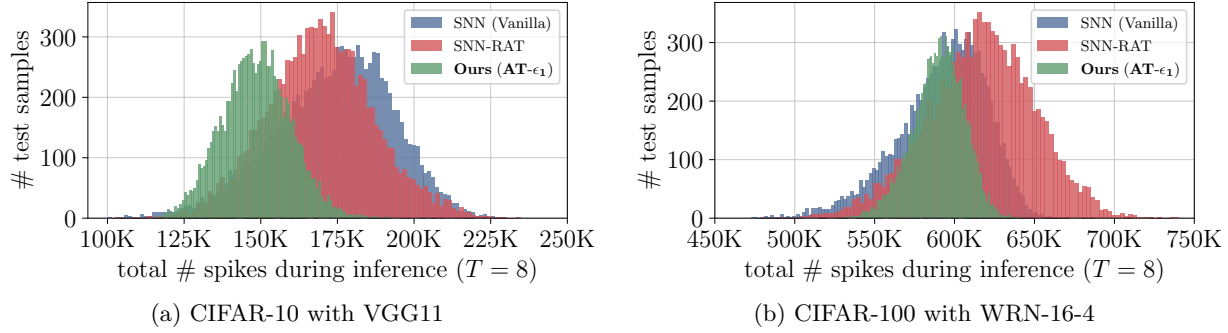 300
200
100
0
# test samples
SNN (Vanilla)
SNN-RAT
Ours (AT-ϵ₁)
100K 125K 150K 175K 200K 225K 250K
total # spikes during inference (T = 8)
(a) CIFAR-10 with VGG11
300
200
100
0
# test samples
SNN (Vanilla)
SNN-RAT
Ours (AT-ϵ₁)
450K 500K 550K 600K 650K 700K 750K
total # spikes during inference (T = 8)
(b) CIFAR-100 with WRN-16-4